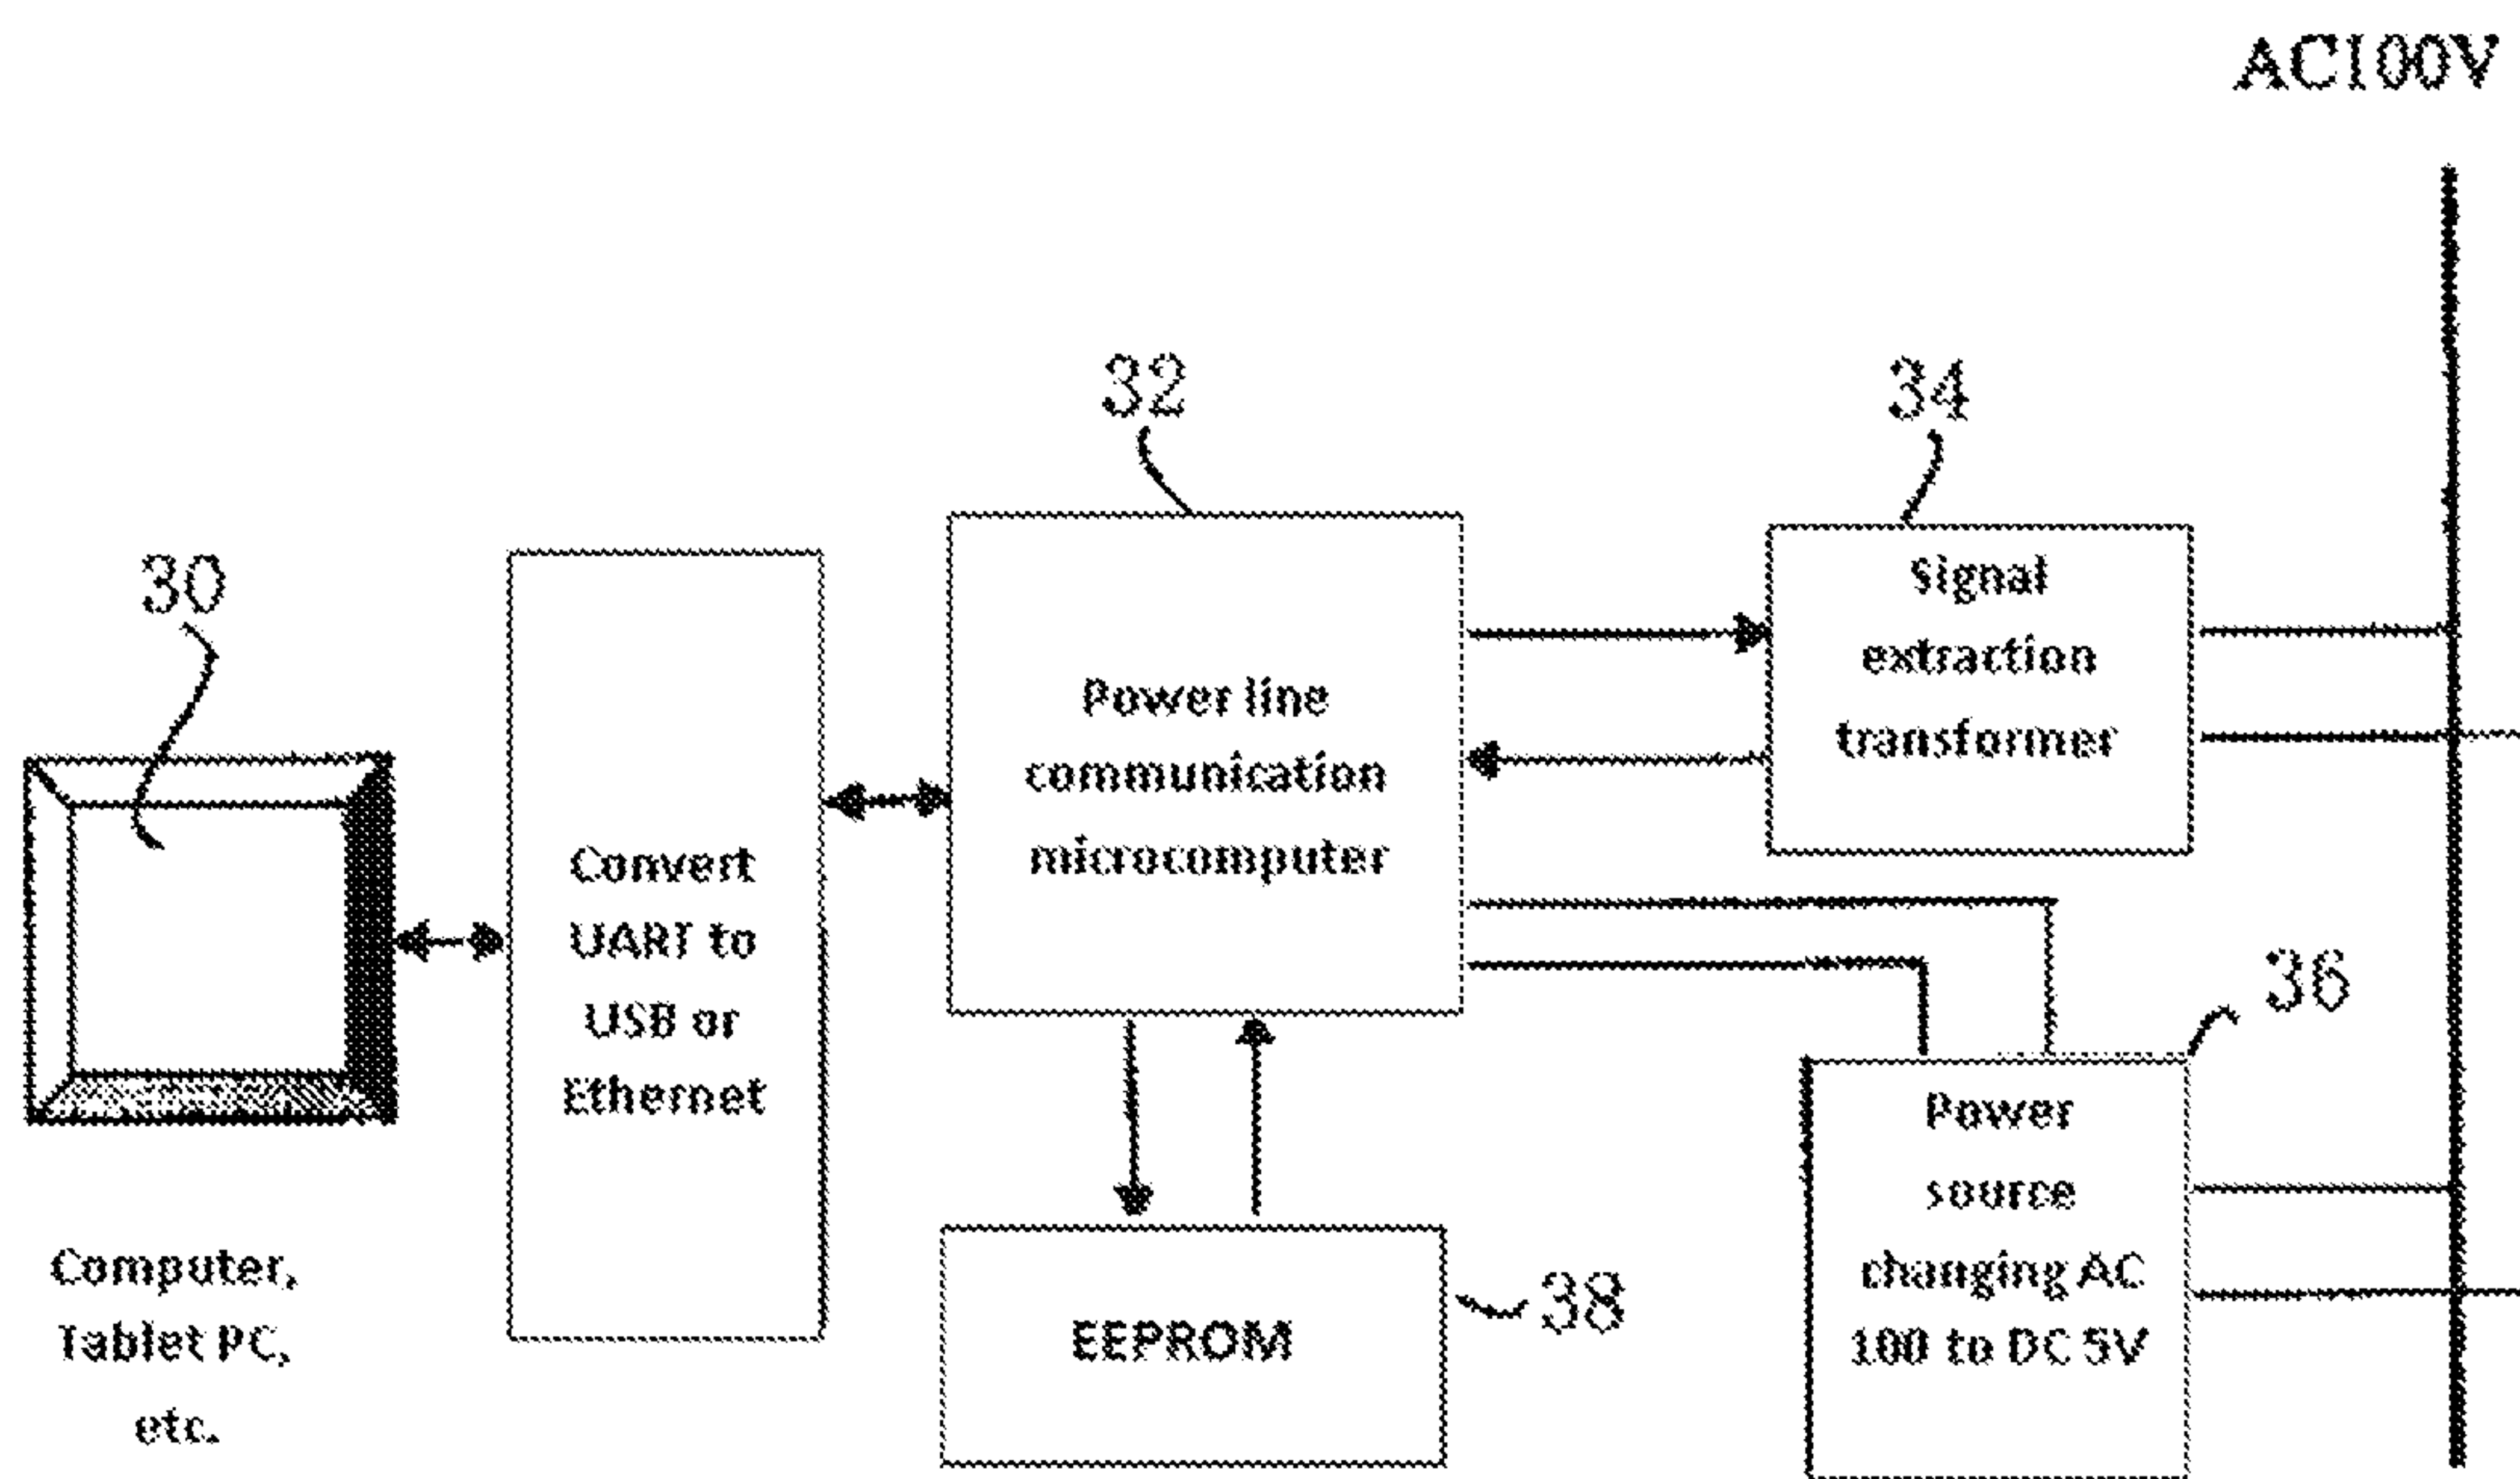 AC100V
32
34
30
Signal
extraction
transformer
Power line
communication
microcomputer
Convert
UART to
USB or
Ethernet
36
Power
source
changing AC
100 to DC 5V
38
EEPROM
Computer,
Tablet PC,
etc.